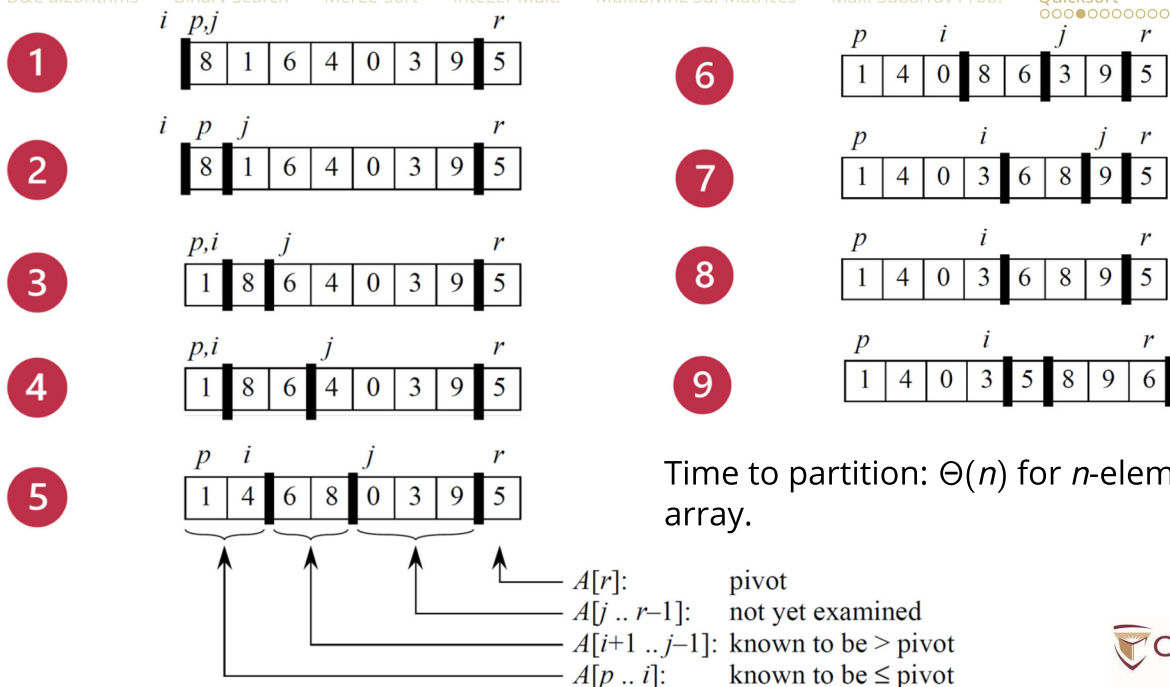 Quicksort
1
i p,j r
8 1 6 4 0 3 9 5
2
i p j r
8 1 6 4 0 3 9 5
3
p,i j r
1 8 6 4 0 3 9 5
4
p,i j r
1 8 6 4 0 3 9 5
5
p i j r
1 4 6 8 0 3 9 5
A[r]: pivot
A[j .. r–1]: not yet examined
A[i+1 .. j–1]: known to be > pivot
A[p .. i]: known to be ≤ pivot
6
p i j r
1 4 0 8 6 3 9 5
7
p i j r
1 4 0 3 6 8 9 5
8
p i r
1 4 0 3 6 8 9 5
9
p i r
1 4 0 3 5 8 9 6
Time to partition: Θ(n) for n-elem
array.